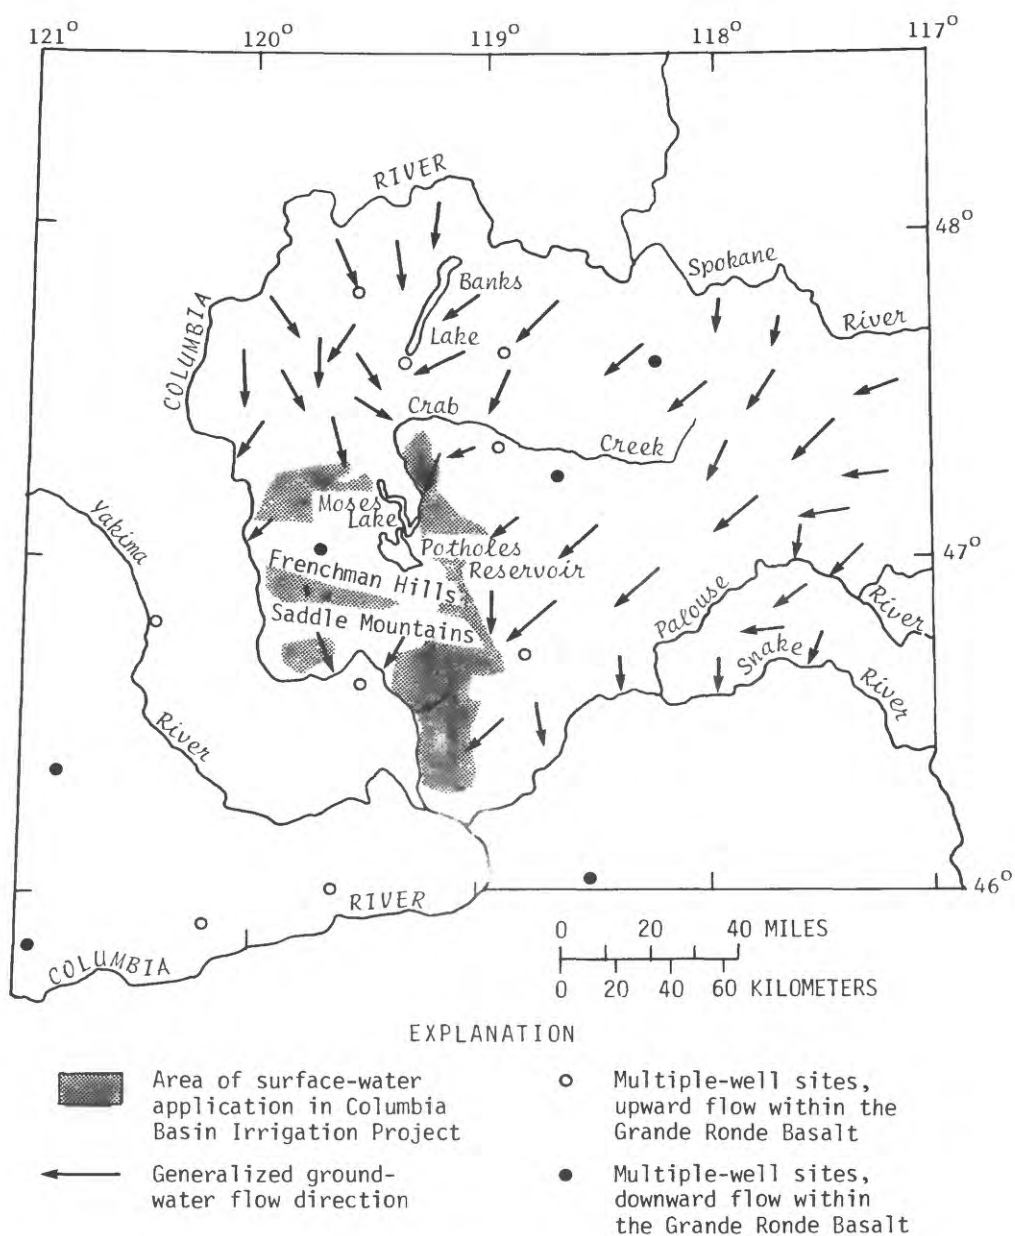 121° 120° 119° 118° 117°
RIVER
48°
Spokane
Banks
COLUMBIA
River
Lake
Crab
Creek
Moses
Lake
Yakima
Potholes
Reservoir
47°
Frenchman Hills
Palouse
River
Saddle Mountains
Snake
River
River
46°
RIVER
COLUMBIA
0 20 40 MILES
0 20 40 60 KILOMETERS
EXPLANATION
Area of surface-water
application in Columbia
Basin Irrigation Project
Generalized ground-
water flow direction
Multiple-well sites,
upward flow within the
Grande Ronde Basalt
Multiple-well sites,
downward flow within
the Grande Ronde Basalt